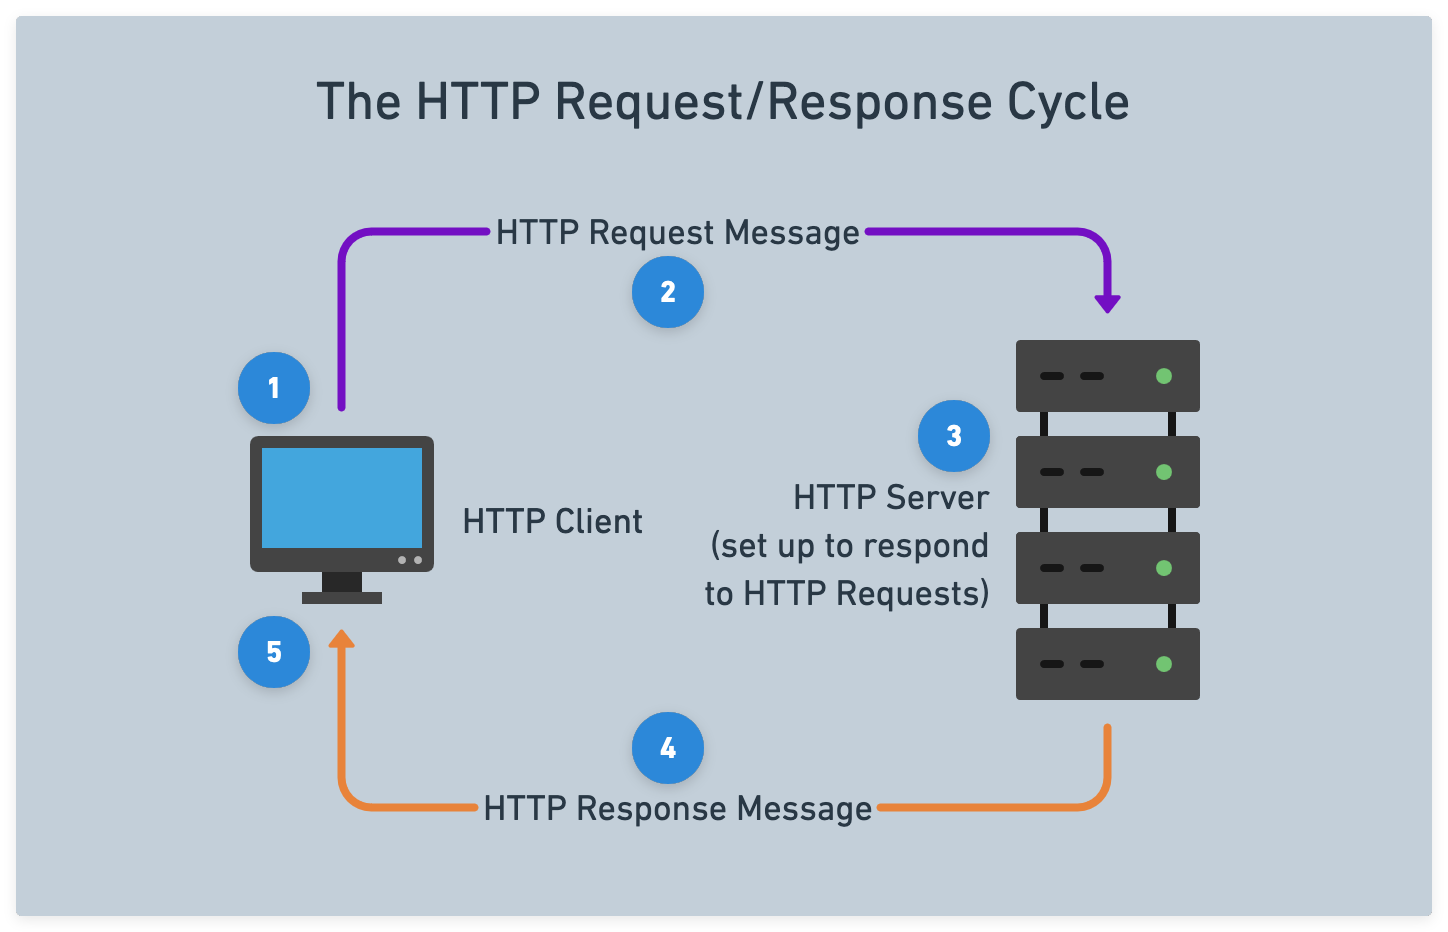 The HTTP Request/Response Cycle
HTTP Request Message
2
1
3
HTTP Client
HTTP Server
(set up to respond
to HTTP Requests)
5
4
HTTP Response Message